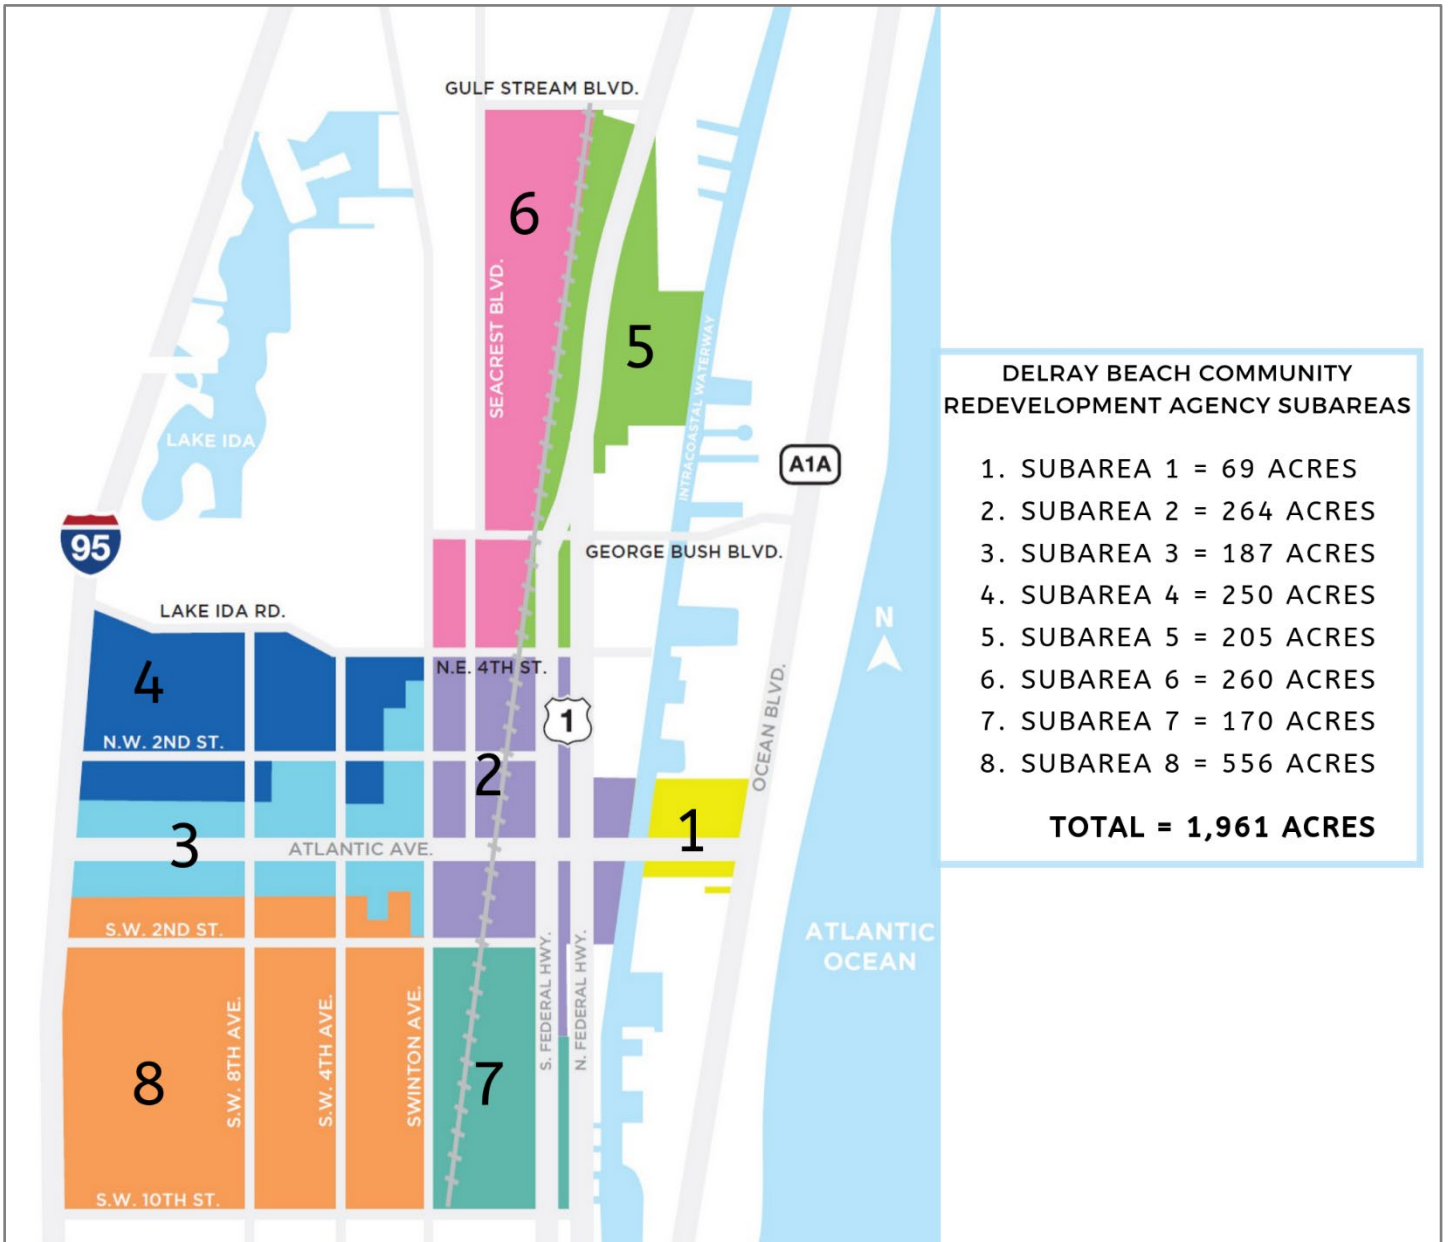 GULF STREAM BLVD.
6
SEACREST BLVD.
5
INTRACOASTAL WATERWAY
LAKE IDA
A1A
95
GEORGE BUSH BLVD.
LAKE IDA RD.
N
4
N.E. 4TH ST.
1
OCEAN BLVD.
N.W. 2ND ST.
2
3
ATLANTIC AVE.
1
S.W. 2ND ST.
ATLANTIC
OCEAN
S. FEDERAL HWY.
N. FEDERAL HWY.
8
S.W. 8TH AVE.
S.W. 4TH AVE.
SWINTON AVE.
7
S.W. 10TH ST.
DELRAY BEACH COMMUNITY
REDEVELOPMENT AGENCY SUBAREAS
1. SUBAREA 1 = 69 ACRES
2. SUBAREA 2 = 264 ACRES
3. SUBAREA 3 = 187 ACRES
4. SUBAREA 4 = 250 ACRES
5. SUBAREA 5 = 205 ACRES
6. SUBAREA 6 = 260 ACRES
7. SUBAREA 7 = 170 ACRES
8. SUBAREA 8 = 556 ACRES
TOTAL = 1,961 ACRES